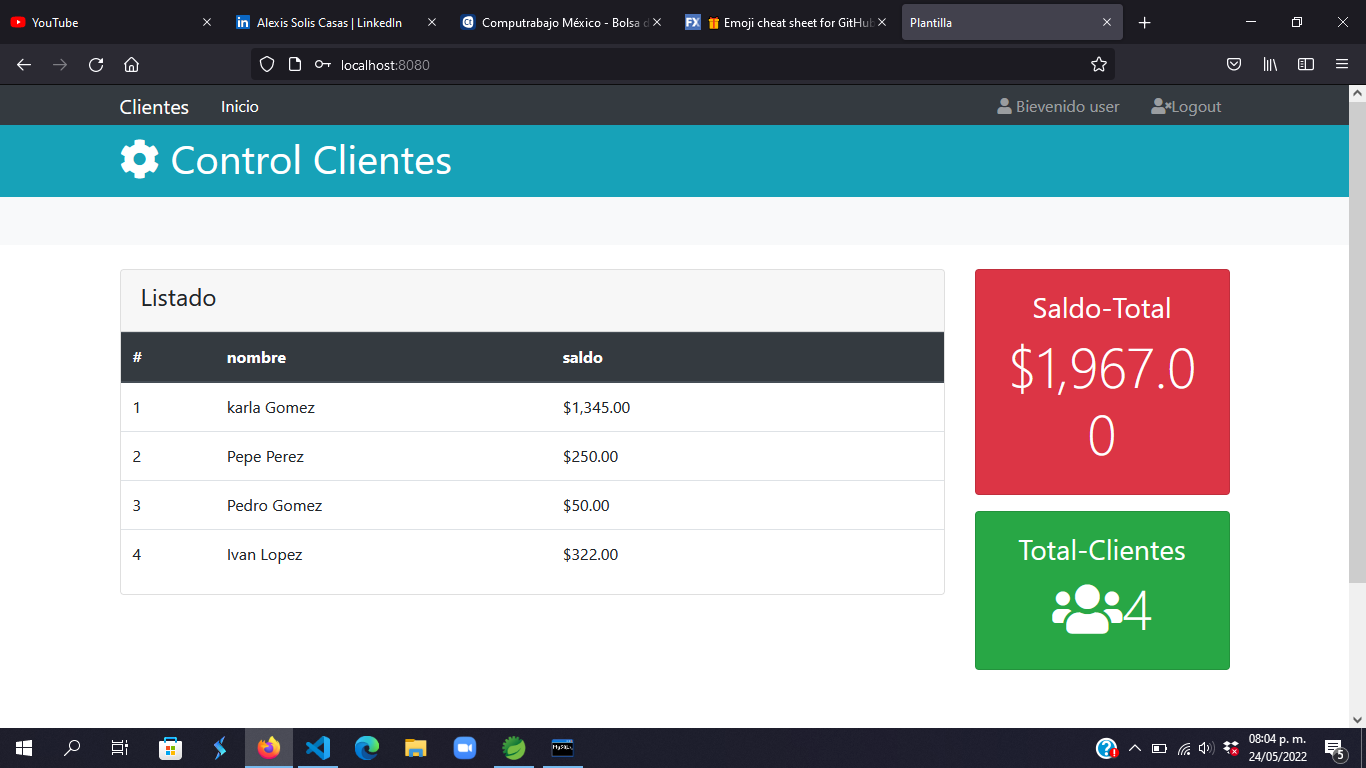 YouTube
Alexis Solis Casas | LinkedIn
Computrabajo México - Bolsa d
Emoji cheat sheet for GitHub
Plantilla
localhost:8080
Clientes Inicio Bievenido user Logout
Control Clientes
Listado
# nombre saldo
1 karla Gomez $1,345.00
2 Pepe Perez $250.00
3 Pedro Gomez $50.00
4 Ivan Lopez $322.00
Saldo-Total
$1,967.0
0
Total-Clientes
4
08:04 p. m.
24/05/2022
5